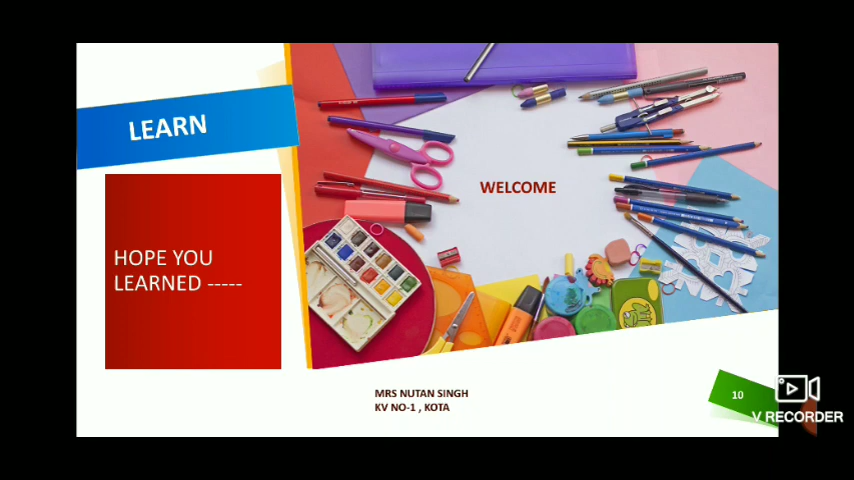 LEARN
WELCOME
HOPE YOU
LEARNED -----
MRS NUTAN SINGH
KV NO-1 , KOTA
10
V RECORDER